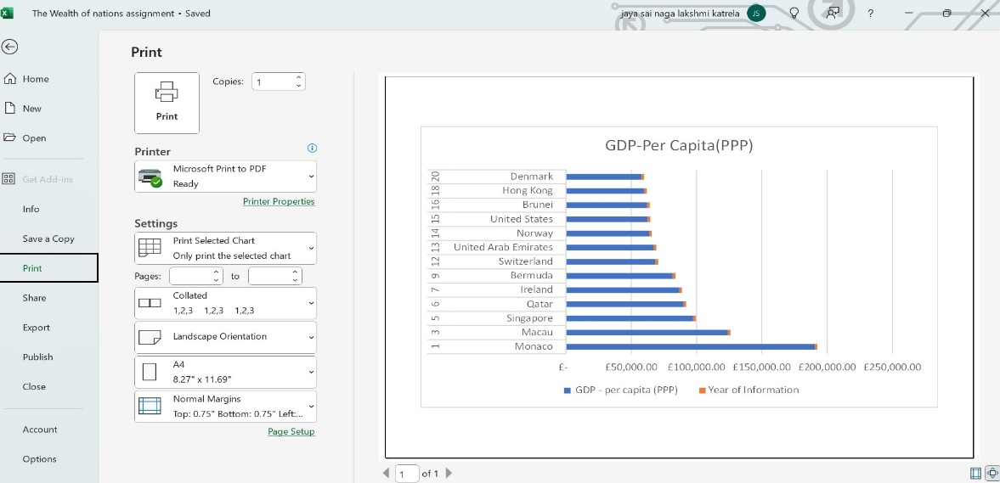 The Wealth of nations assignment • Saved
jaya sai naga lakshmi katrela
JS
?
Print
Home
New
Open
Get Add-ins
Info
Save a Copy
Print
Share
Export
Publish
Close
Account
Options
Print
Copies: 1
Printer
Microsoft Print to PDF
Ready
Printer Properties
Settings
Print Selected Chart
Only print the selected chart
Pages: to
Collated
1,2,3 1,2,3 1,2,3
Landscape Orientation
A4
8.27" x 11.69"
Normal Margins
Top: 0.75" Bottom: 0.75" Left:...
Page Setup
GDP-Per Capita(PPP)
20 Denmark
18 Hong Kong
16 Brunei
15 United States
14 Norway
13 United Arab Emirates
12 Switzerland
9 Bermuda
7 Ireland
6 Qatar
5 Singapore
3 Macau
1 Monaco
£- £50,000.00 £100,000.00 £150,000.00 £200,000.00 £250,000.00
GDP - per capita (PPP) Year of Information
1 of 1